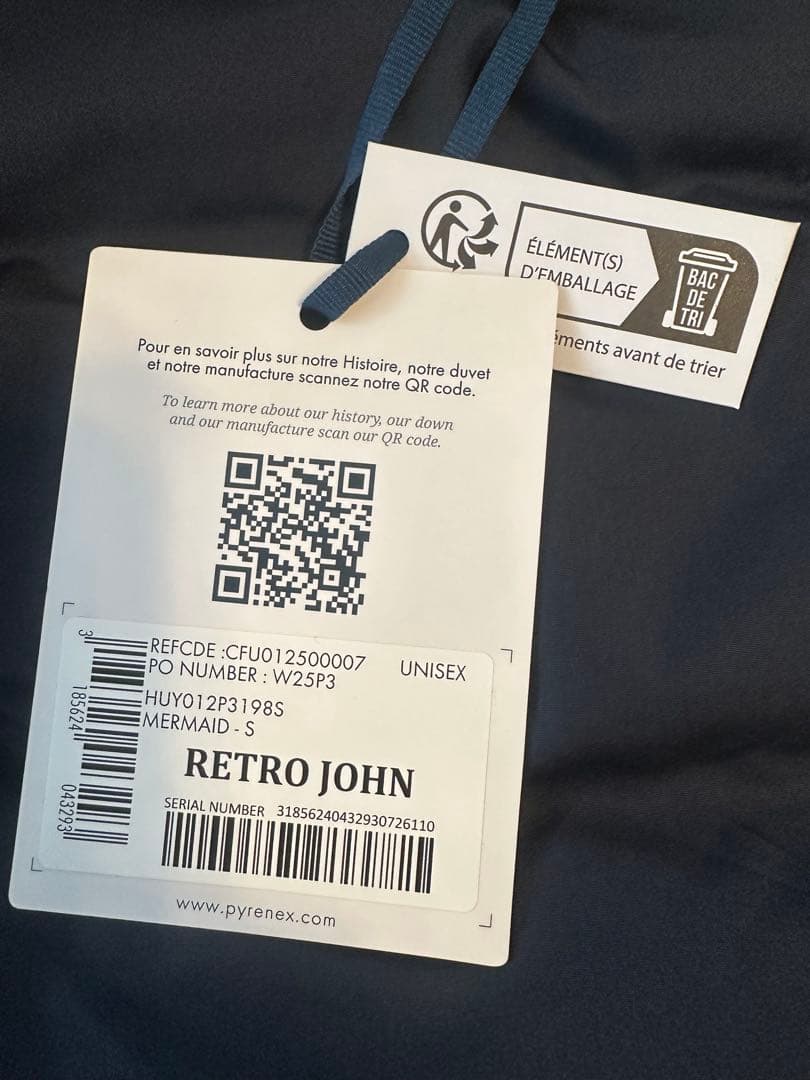 ÉLÉMENT(S)
D'EMBALLAGE
BAC
DE
TRI
éments avant de trier
Pour en savoir plus sur notre Histoire, notre duvet
et notre manufacture scannez notre QR code.
To learn more about our history, our down
and our manufacture scan our QR code.
REFCDE :CFU012500007 UNISEX
PO NUMBER : W25P3
HUY012P3198S
MERMAID - S
RETRO JOHN
SERIAL NUMBER 31856240432930726110
3 185624 043293
www.pyrenex.com